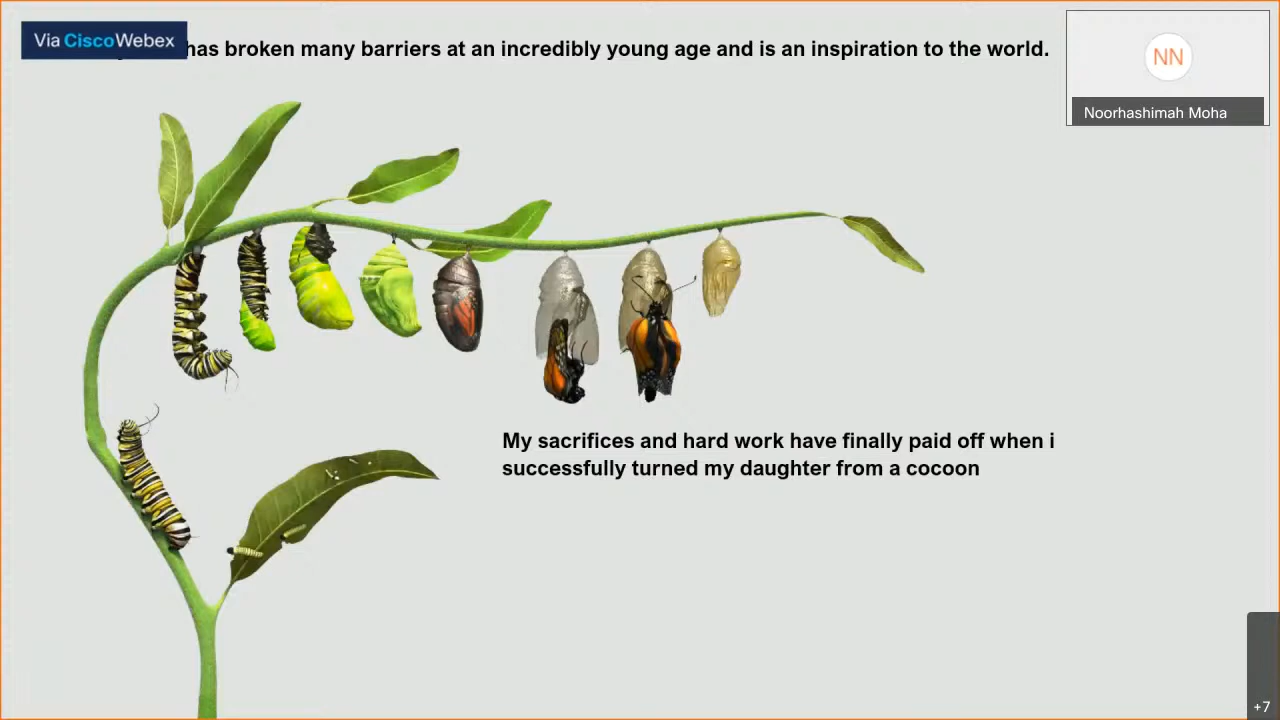 Via CiscoWebex
has broken many barriers at an incredibly young age and is an inspiration to the world.
NN
Noorhashimah Moha
My sacrifices and hard work have finally paid off when i
successfully turned my daughter from a cocoon
+7